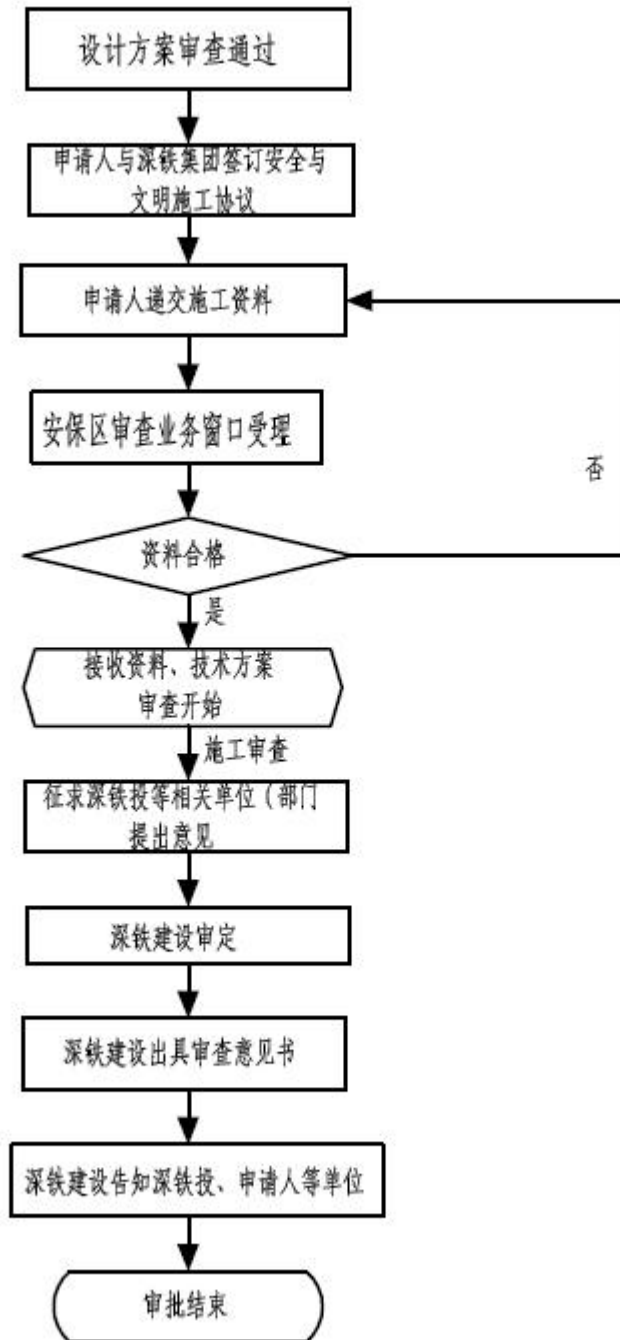 设计方案审查通过
申请人与深铁集团签订安全与
文明施工协议
申请人递交施工资料
安保区审查业务窗口受理
否
资料合格
是
接收资料、技术方案
审查开始
施工审查
征求深铁投等相关单位（部门
提出意见
深铁建设审定
深铁建设出具审查意见书
深铁建设告知深铁投、申请人等单位
审批结束